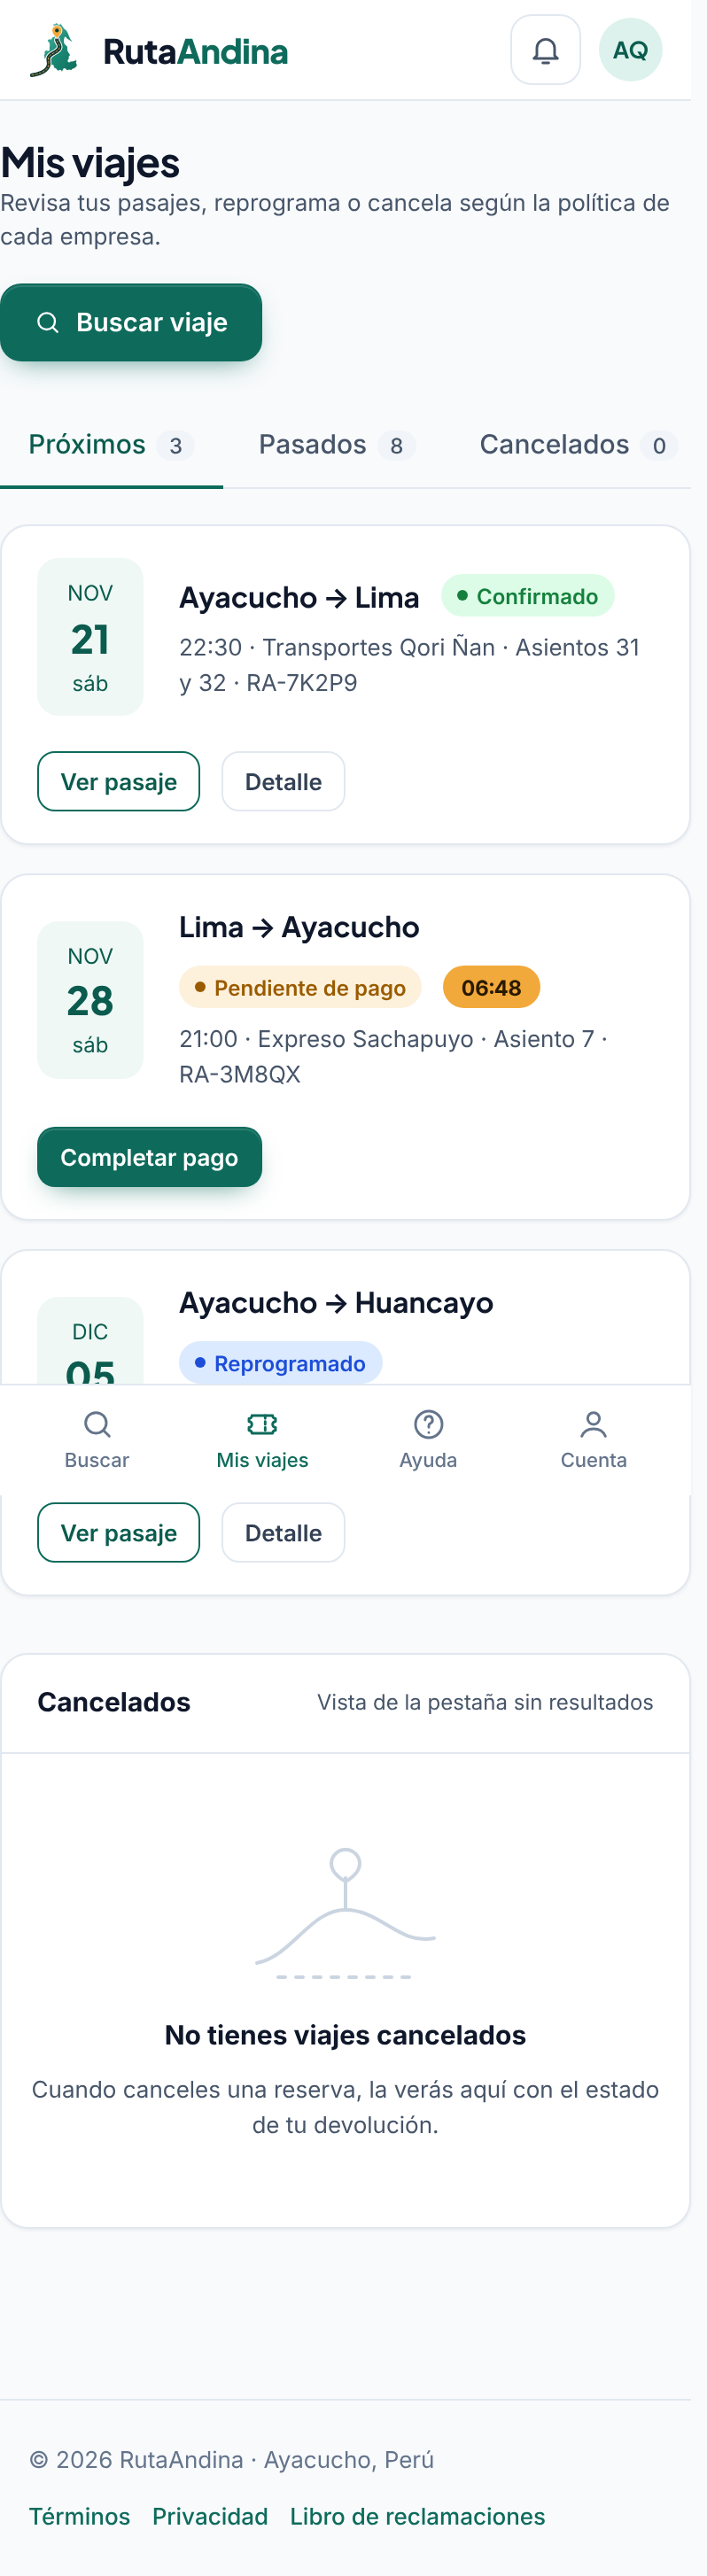 RutaAndina
AQ
Mis viajes
Revisa tus pasajes, reprograma o cancela según la política de
cada empresa.
Buscar viaje
Próximos 3 Pasados 8 Cancelados 0
NOV
21
sáb
Ayacucho → Lima Confirmado
22:30 · Transportes Qori Ñan · Asientos 31
y 32 · RA-7K2P9
Ver pasaje Detalle
NOV
28
sáb
Lima → Ayacucho
Pendiente de pago 06:48
21:00 · Expreso Sachapuyo · Asiento 7 ·
RA-3M8QX
Completar pago
DIC
05
Ayacucho → Huancayo
Reprogramado
Buscar Mis viajes Ayuda Cuenta
Ver pasaje Detalle
Cancelados Vista de la pestaña sin resultados
No tienes viajes cancelados
Cuando canceles una reserva, la verás aquí con el estado
de tu devolución.
© 2026 RutaAndina · Ayacucho, Perú
Términos Privacidad Libro de reclamaciones